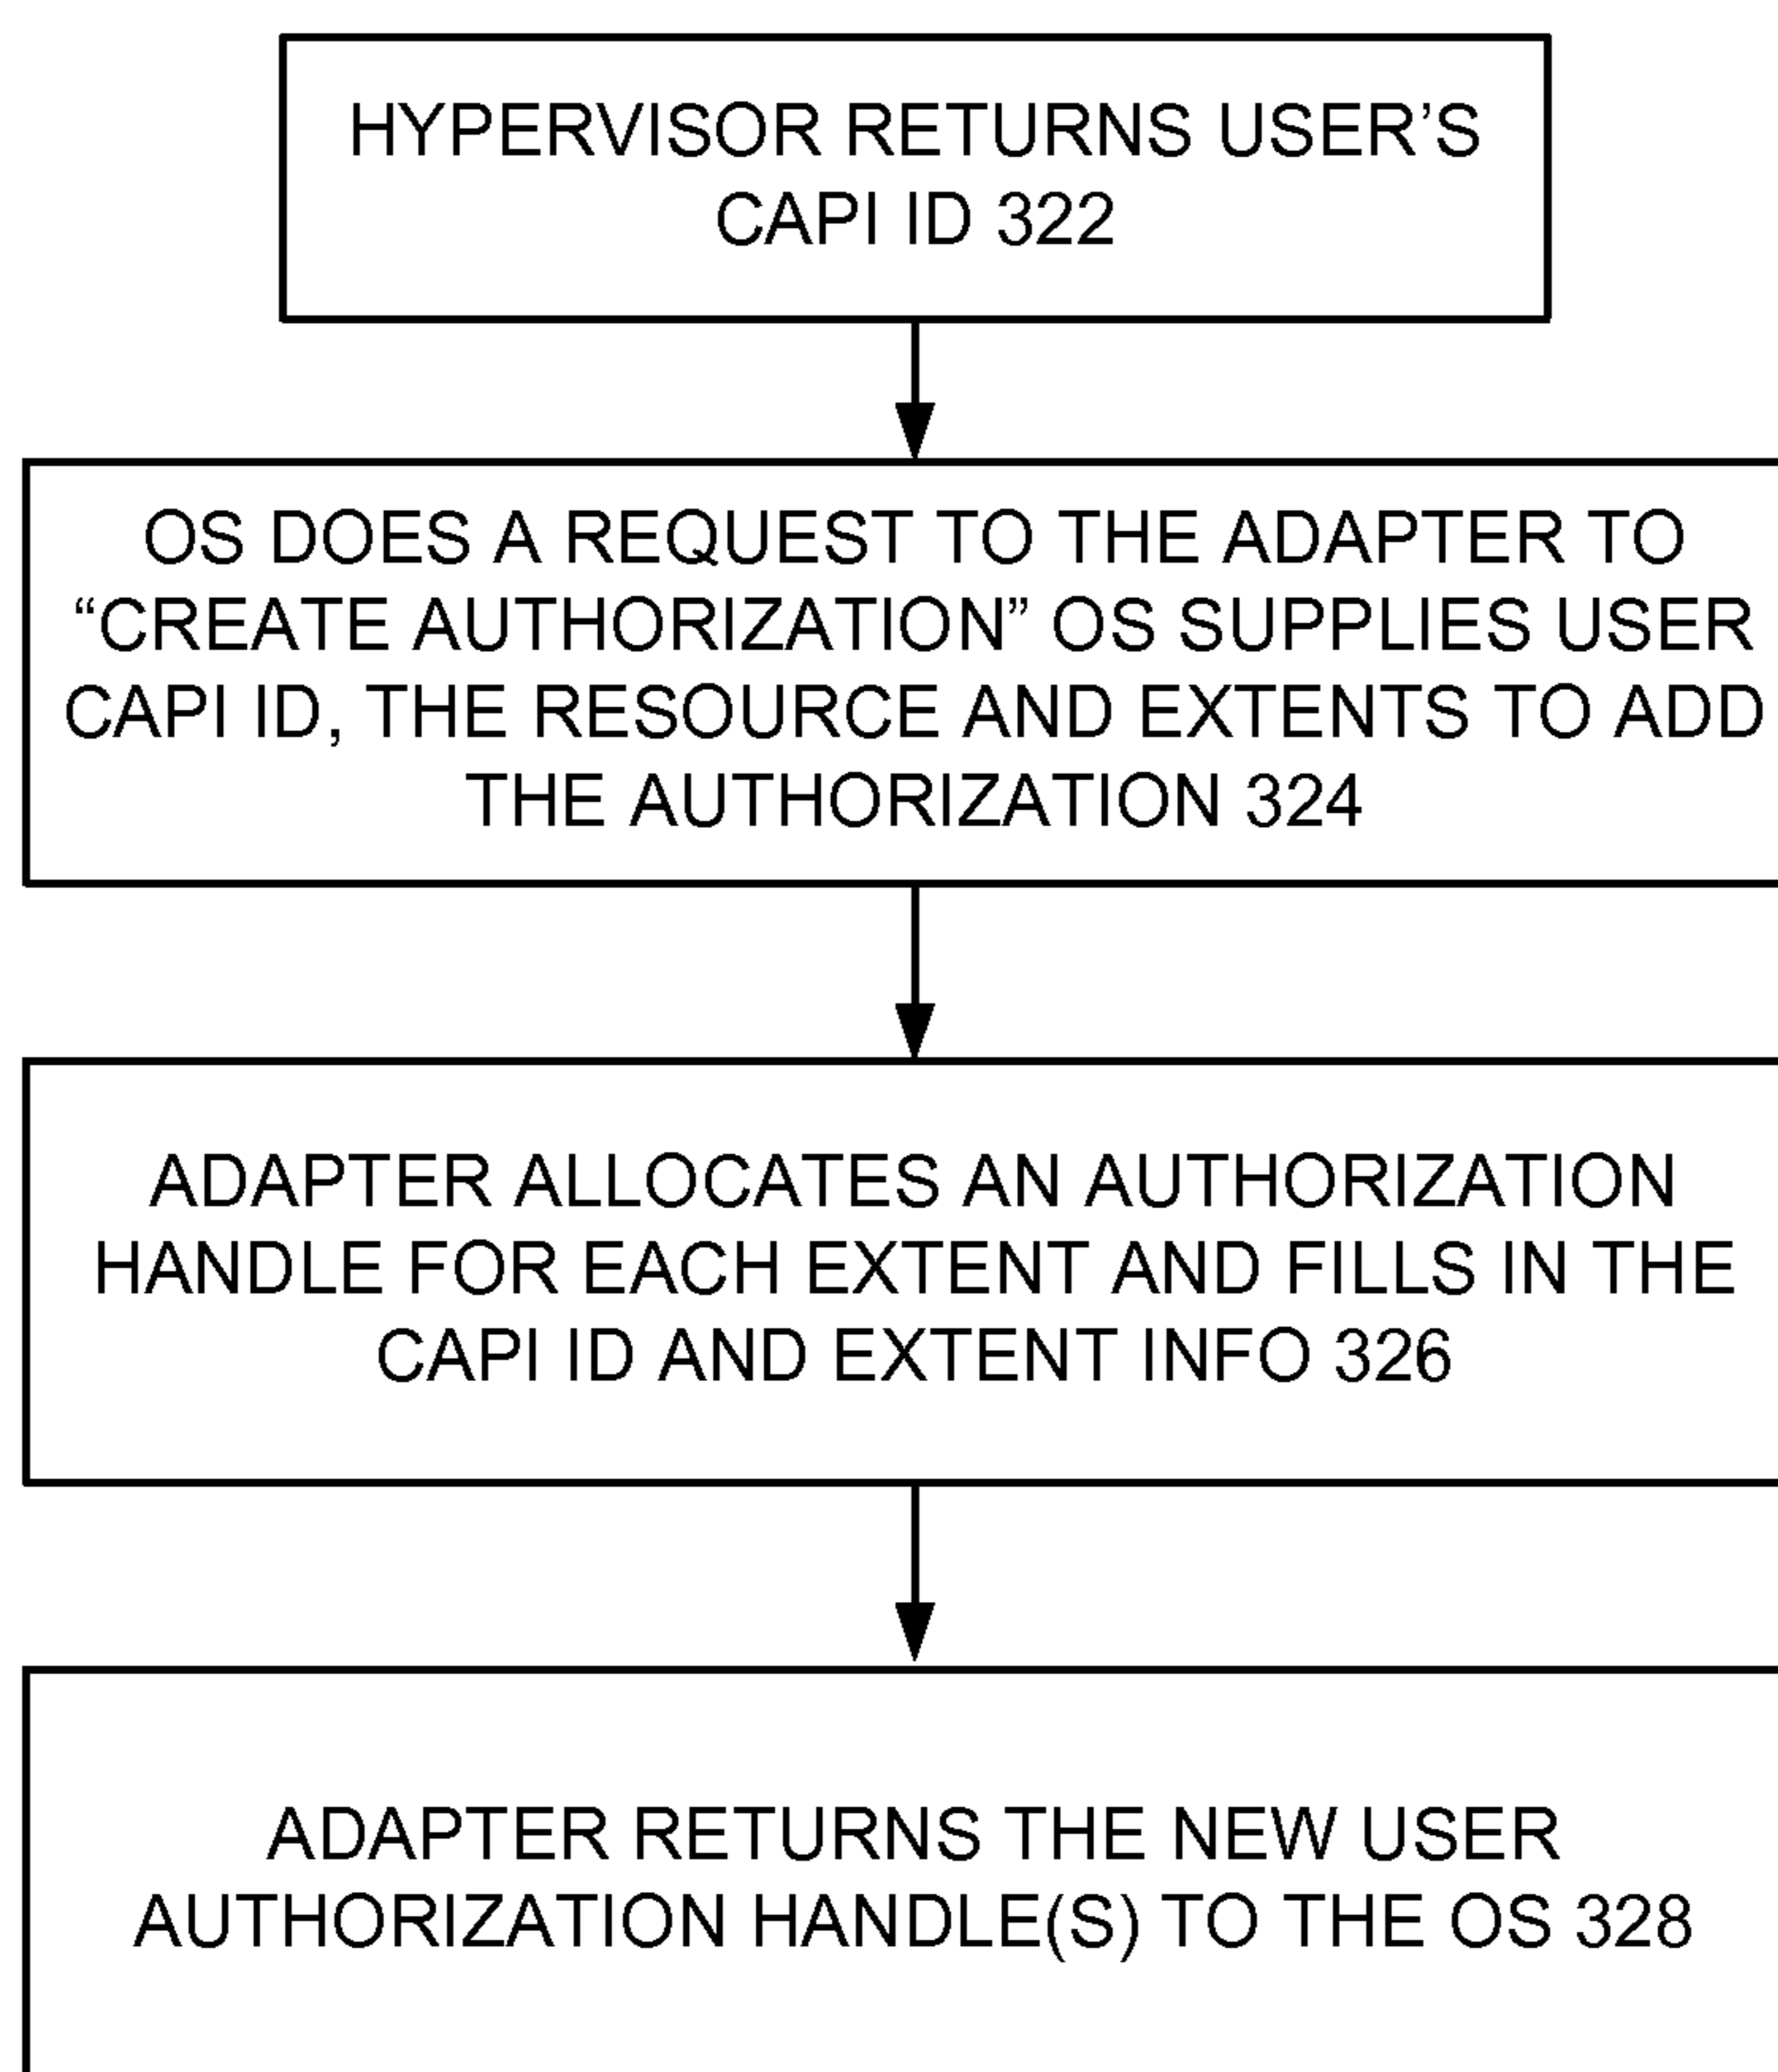 HYPERVISOR RETURNS USER’S
CAPI ID 322
OS DOES A REQUEST TO THE ADAPTER TO
“CREATE AUTHORIZATION” OS SUPPLIES USER
CAPI ID, THE RESOURCE AND EXTENTS TO ADD
THE AUTHORIZATION 324
ADAPTER ALLOCATES AN AUTHORIZATION
HANDLE FOR EACH EXTENT AND FILLS IN THE
CAPI ID AND EXTENT INFO 326
ADAPTER RETURNS THE NEW USER
AUTHORIZATION HANDLE(S) TO THE OS 328